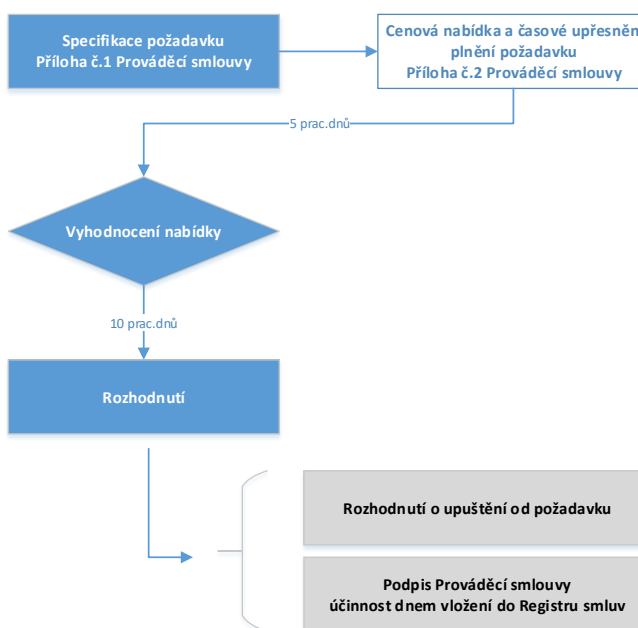 Specifikace požadavku
Příloha č.1 Prováděcí smlouvy
Cenová nabídka a časové upřesněn
plnění požadavku
Příloha č.2 Prováděcí smlouvy
5 prac.dnů
Vyhodnocení nabídky
10 prac.dnů
Rozhodnutí
Rozhodnutí o upuštění od požadavku
Podpis Prováděcí smlouvy
účinnost dnem vložení do Registru smluv